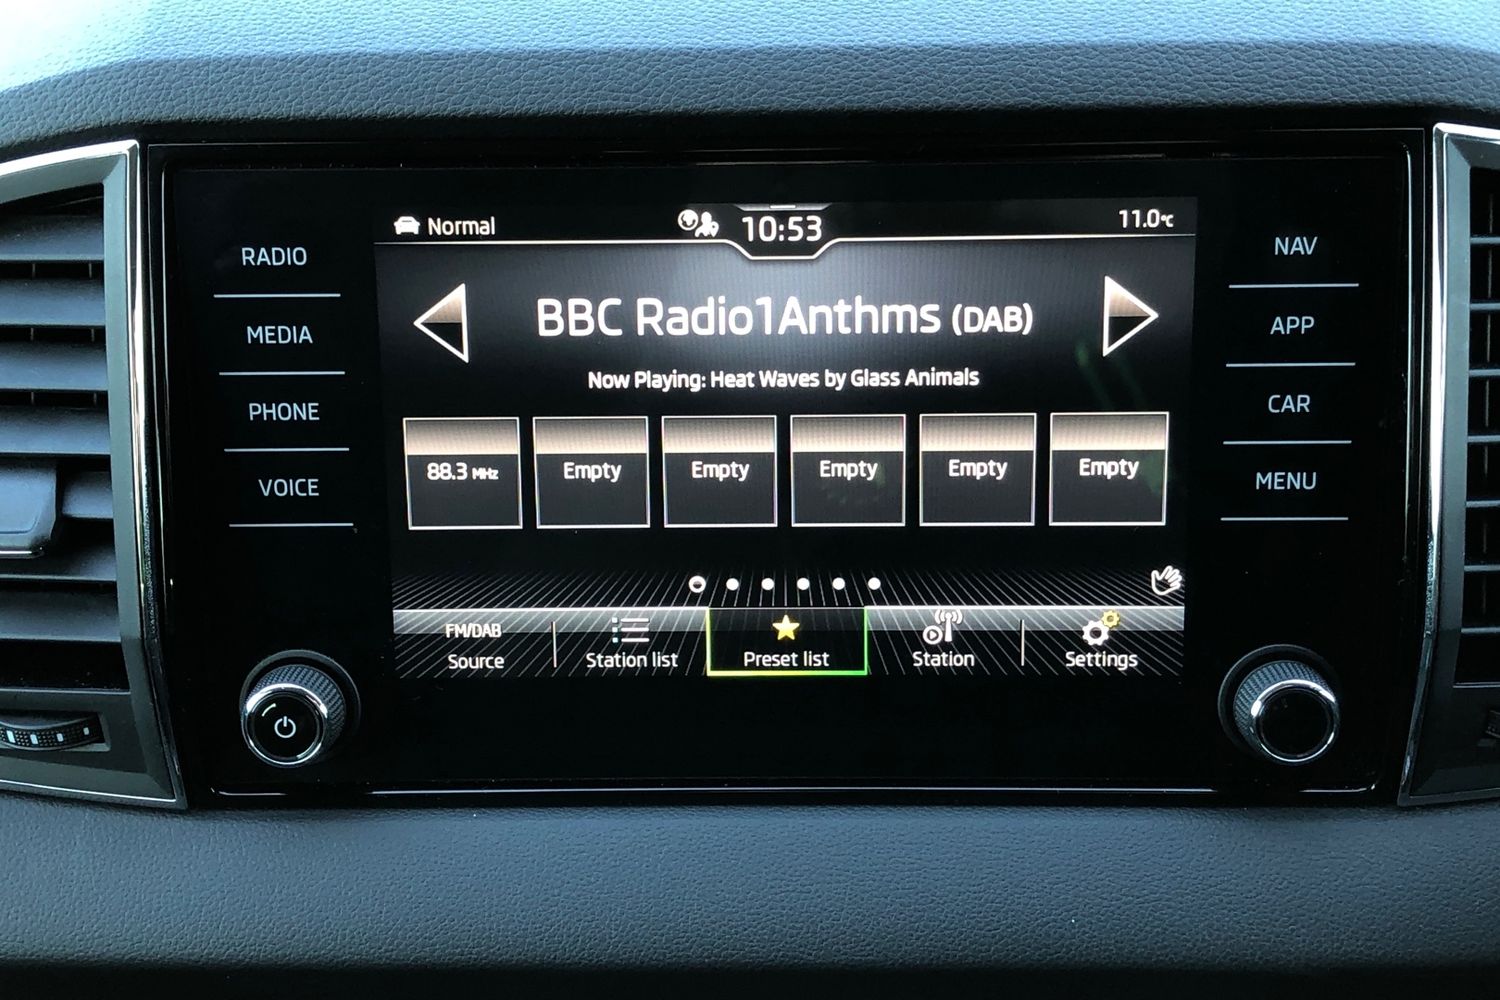 Normal
10:53
11.0°C
RADIO
MEDIA
PHONE
VOICE
BBC Radio1Anthms (DAB)
Now Playing: Heat Waves by Glass Animals
88.3 MHz
Empty
Empty
Empty
Empty
Empty
FM/DAB
Source
Station list
Preset list
Station
Settings
NAV
APP
CAR
MENU